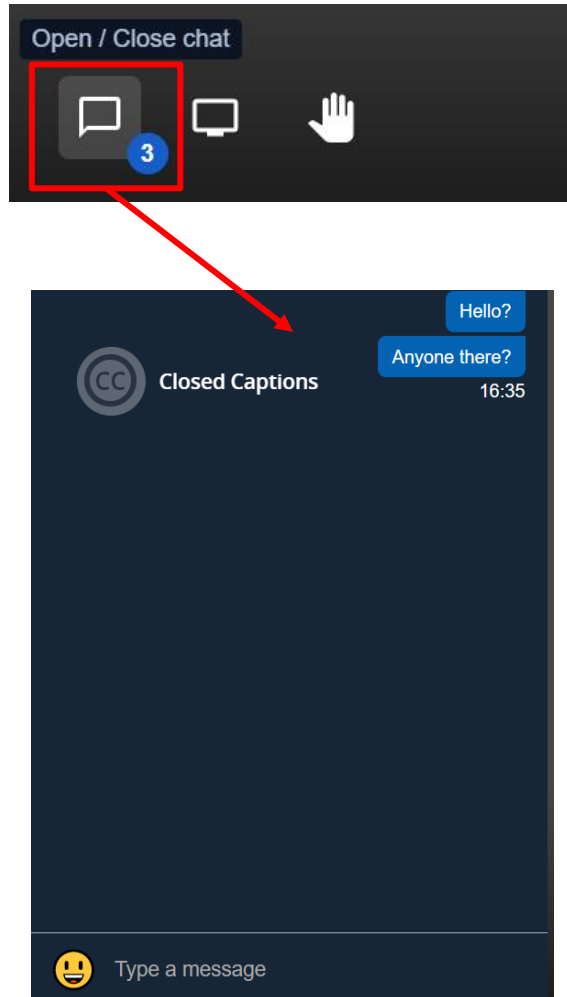 Open / Close chat
3
Hello?
Anyone there?
CC
Closed Captions
16:35
Type a message